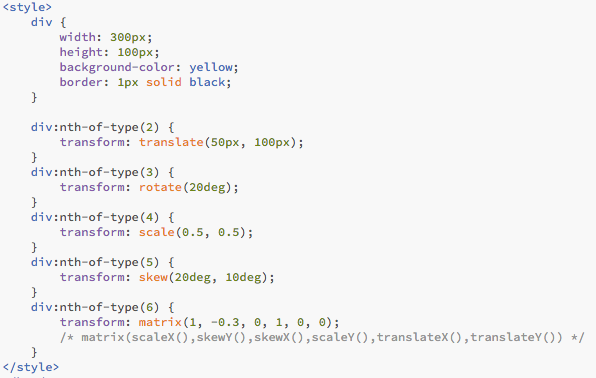 <style>
div {
width: 300px;
height: 100px;
background-color: yellow;
border: 1px solid black;
}
div:nth-of-type(2) {
transform: translate(50px, 100px);
}
div:nth-of-type(3) {
transform: rotate(20deg);
}
div:nth-of-type(4) {
transform: scale(0.5, 0.5);
}
div:nth-of-type(5) {
transform: skew(20deg, 10deg);
}
div:nth-of-type(6) {
transform: matrix(1, -0.3, 0, 1, 0, 0);
/* matrix(scaleX(),skewY(),skewX(),scaleY(),translateX(),translateY()) */
}
</style>